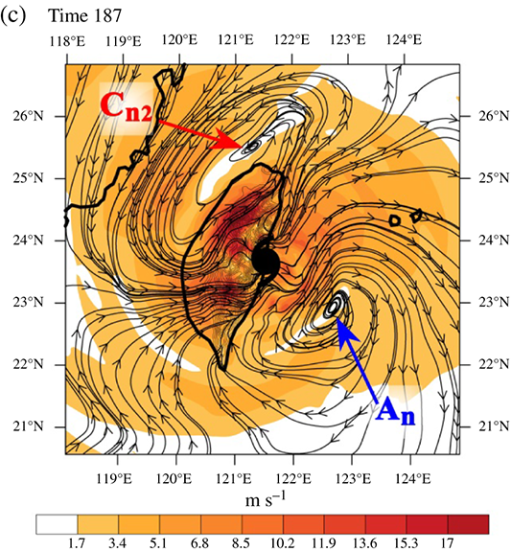 (c) Time 187
118°E 119°E 120°E 121°E 122°E 123°E 124°E
26°N 26°N
25°N 25°N
24°N 24°N
23°N 23°N
22°N 22°N
21°N 21°N
Cn2
An
119°E 120°E 121°E 122°E 123°E 124°E
m s⁻¹
1.7 3.4 5.1 6.8 8.5 10.2 11.9 13.6 15.3 17